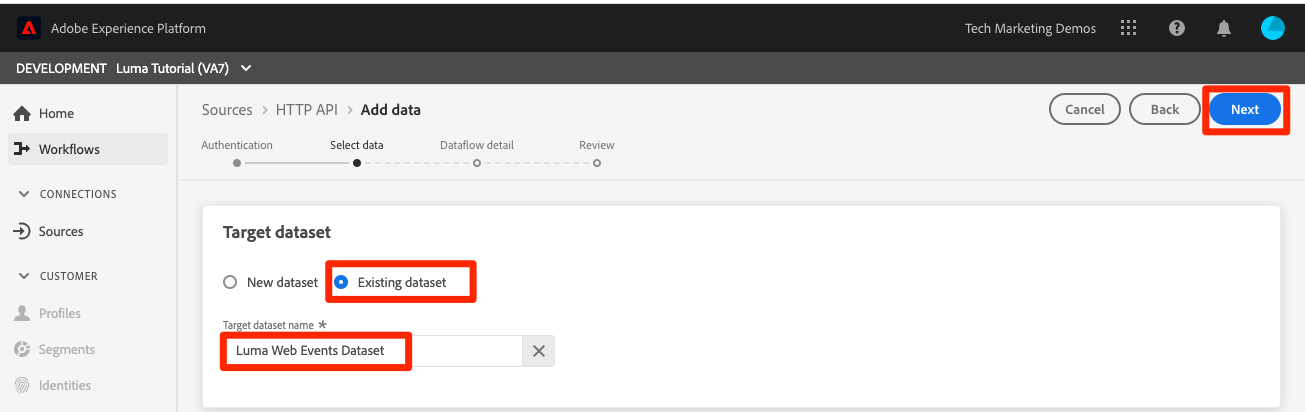 Adobe Experience Platform
Tech Marketing Demos
DEVELOPMENT Luma Tutorial (VA7)
Home
Workflows
CONNECTIONS
Sources
CUSTOMER
Profiles
Segments
Identities
Sources > HTTP API > Add data
Cancel
Back
Next
Authentication
Select data
Dataflow detail
Review
Target dataset
New dataset
Existing dataset
Target dataset name *
Luma Web Events Dataset